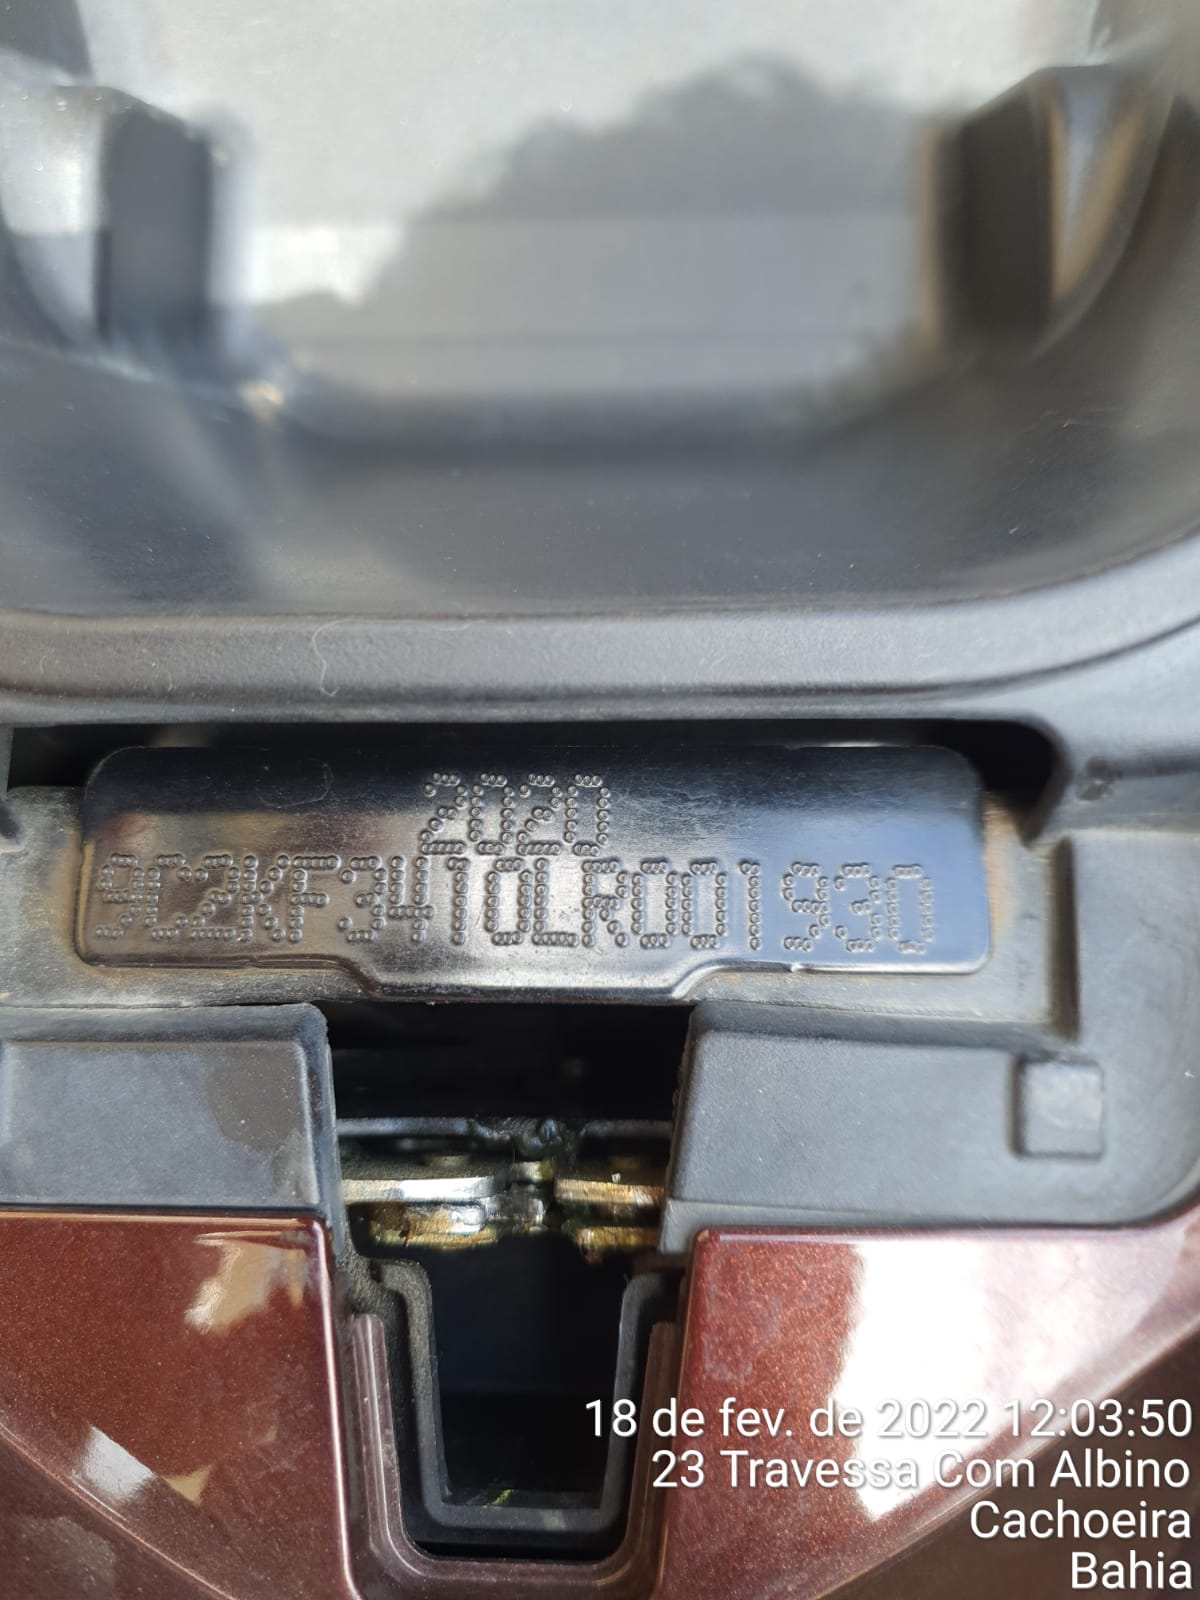 2020
9C2KF3410LR001930
18 de fev. de 2022 12:03:50
23 Travessa Com Albino
Cachoeira
Bahia